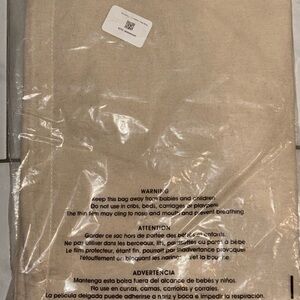 WARNING
Keep this bag away from babies and children.
Do not use in cribs, beds, carriages or playpens.
The thin film may cling to nose and mouth and prevent breathing
ATTENTION
Garder ce sac hors de portée des bébés et enfants.
Ne pas utiliser dans les berceaux, lits, poussettes ou parcs à bébé
Le film protecteur, étant fin, pourrait par inadvertance provoquer
l'étouffement en bloquant les narines et la bouche.
ADVERTENCIA
Mantenga esta bolsa fuera del alcance de bebés y niños.
No la use en cunas, camas, carriolas y corrales.
La película delgada puede adherirse a nariz y boca e impedir la respiración.